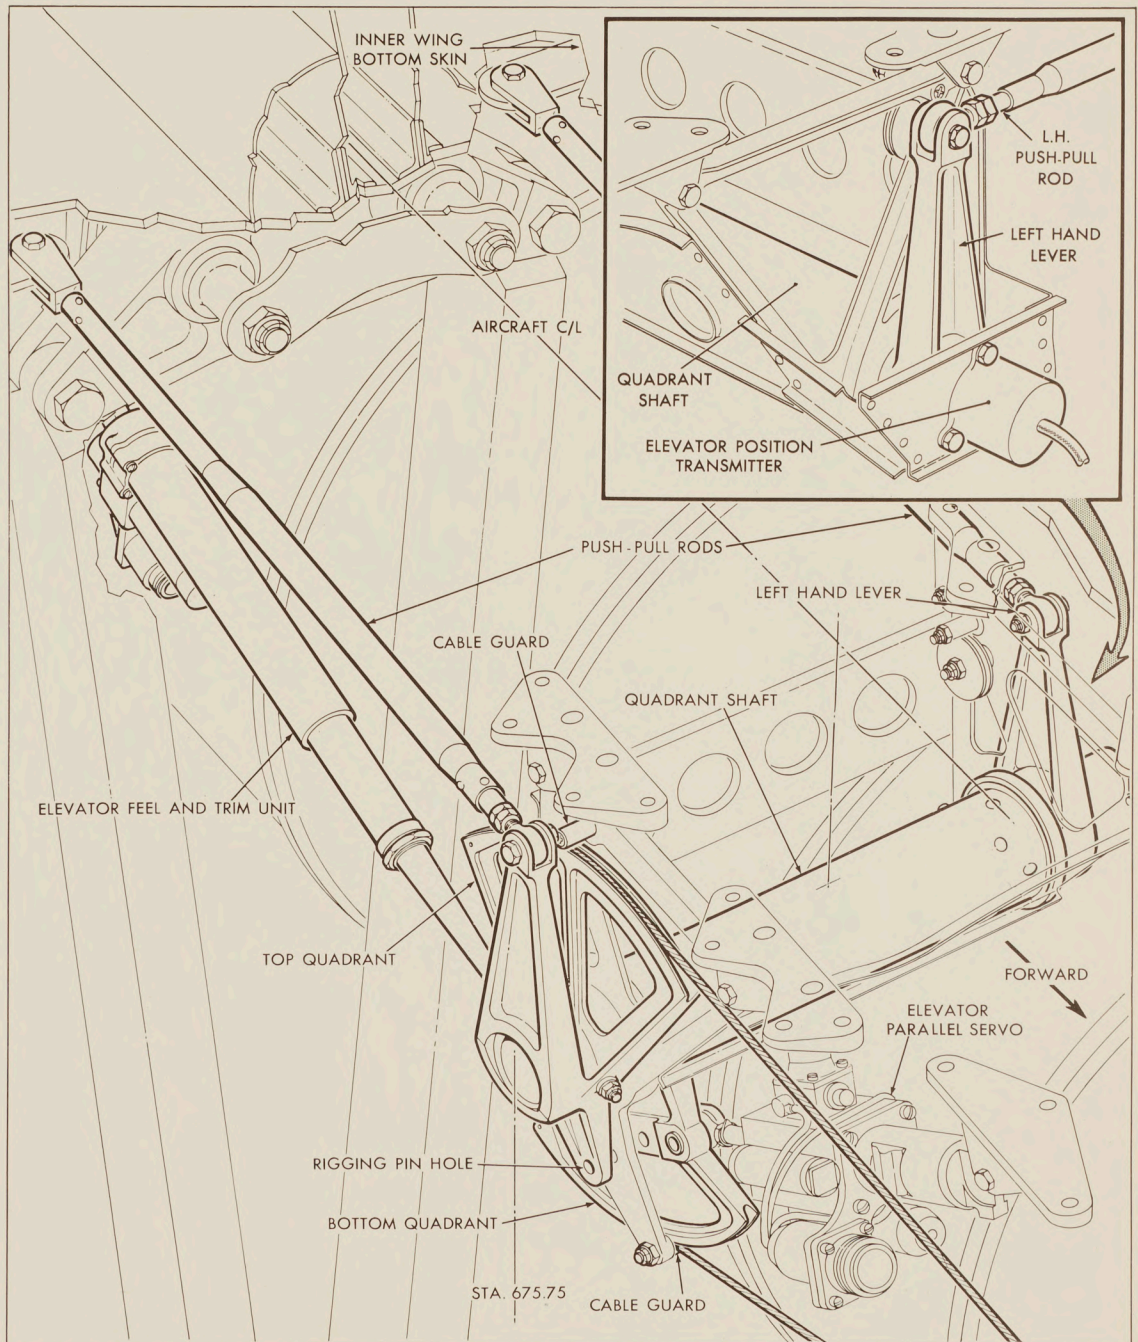 INNER WING
BOTTOM SKIN
L.H.
PUSH-PULL
ROD
LEFT HAND
LEVER
AIRCRAFT C/L
QUADRANT
SHAFT
ELEVATOR POSITION
TRANSMITTER
PUSH-PULL RODS
LEFT HAND LEVER
CABLE GUARD
QUADRANT SHAFT
ELEVATOR FEEL AND TRIM UNIT
TOP QUADRANT
FORWARD
ELEVATOR
PARALLEL SERVO
RIGGING PIN HOLE
BOTTOM QUADRANT
STA. 675.75
CABLE GUARD